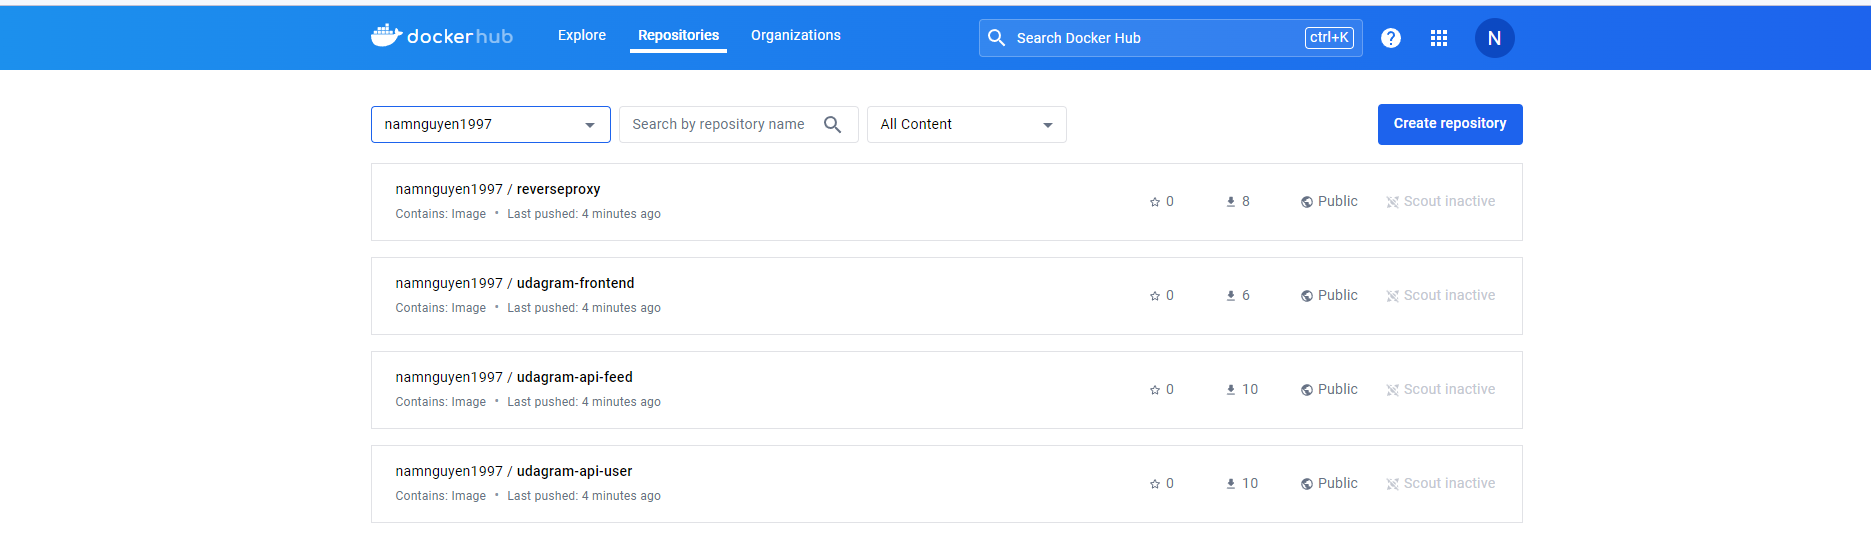 dockerhub Explore Repositories Organizations Search Docker Hub ctrl+K ? N
namnguyen1997 Search by repository name All Content Create repository
namnguyen1997 / reverseproxy
Contains: Image • Last pushed: 4 minutes ago
0 8 Public Scout inactive
namnguyen1997 / udagram-frontend
Contains: Image • Last pushed: 4 minutes ago
0 6 Public Scout inactive
namnguyen1997 / udagram-api-feed
Contains: Image • Last pushed: 4 minutes ago
0 10 Public Scout inactive
namnguyen1997 / udagram-api-user
Contains: Image • Last pushed: 4 minutes ago
0 10 Public Scout inactive